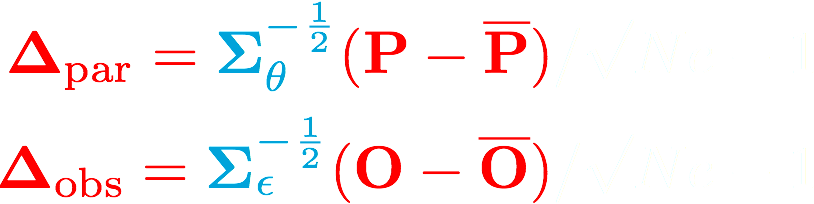 Δ_par = Σ_θ^{-1/2}(P − P̅)/√
Δ_obs = Σ_ϵ^{-1/2}(O − O̅)/√